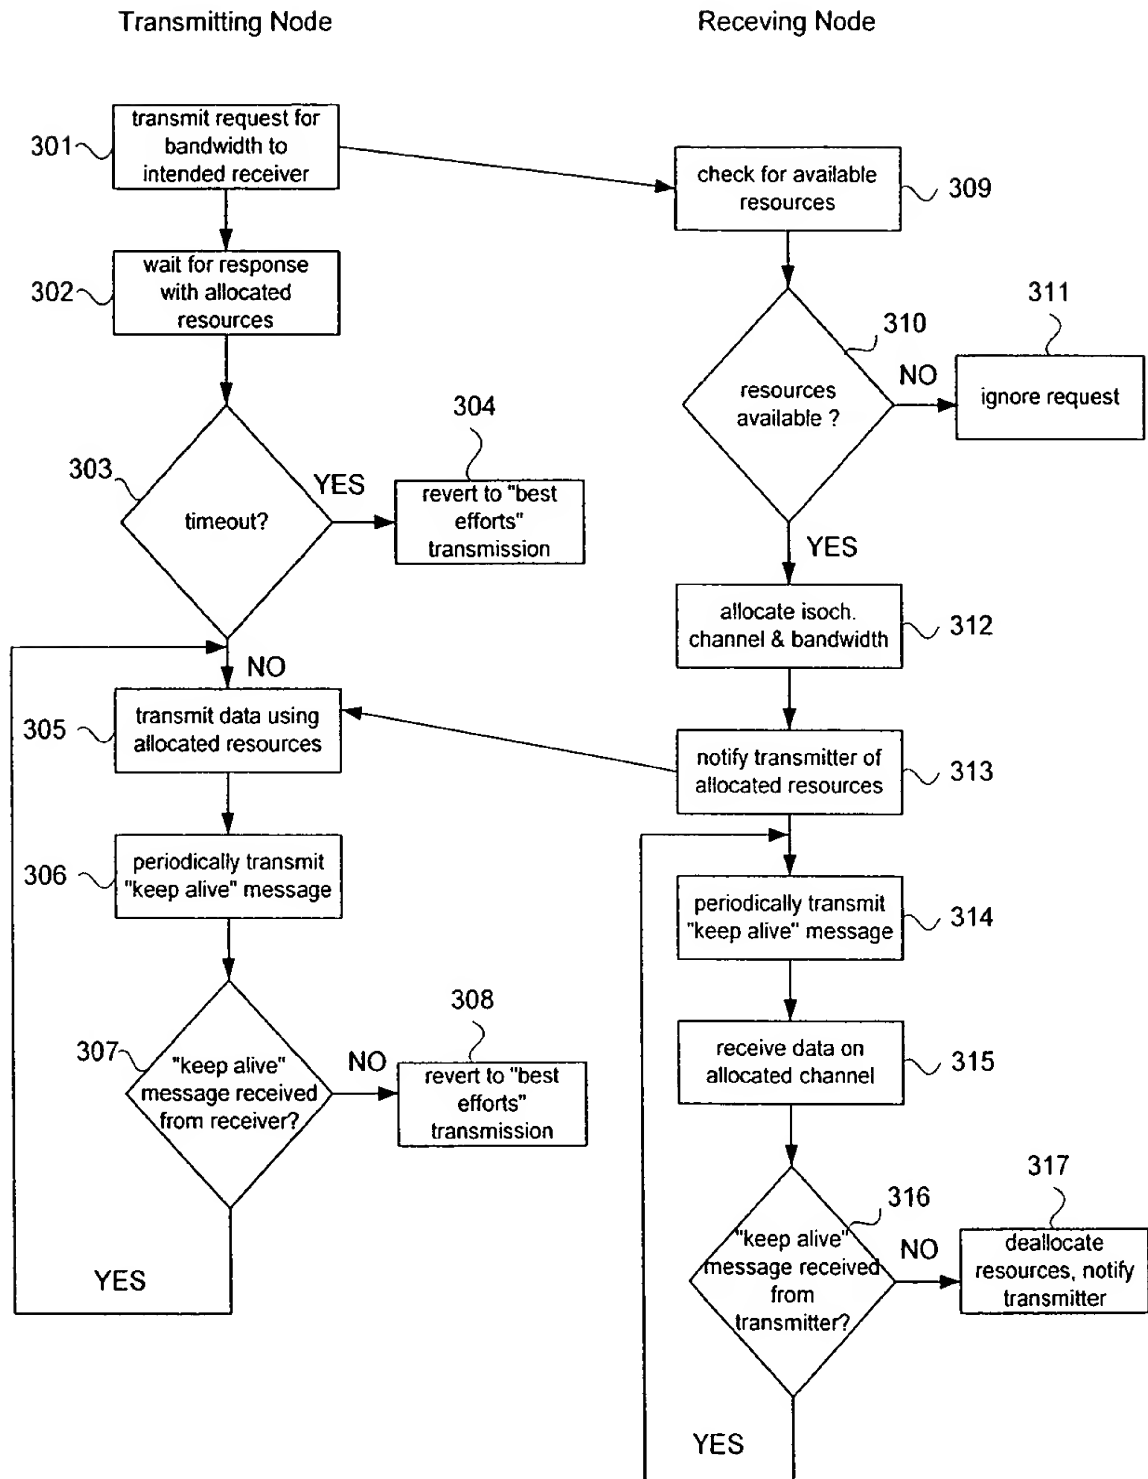 Transmitting Node
Receving Node
301
transmit request for
bandwidth to
intended receiver
302
wait for response
with allocated
resources
303
timeout?
YES
304
revert to "best
efforts"
transmission
NO
305
transmit data using
allocated resources
306
periodically transmit
"keep alive" message
307
"keep alive"
message received
from receiver?
NO
308
revert to "best
efforts"
transmission
YES
check for available
resources
309
310
resources
available ?
NO
311
ignore request
YES
allocate isoch.
channel & bandwidth
312
notify transmitter of
allocated resources
313
periodically transmit
"keep alive" message
314
receive data on
allocated channel
315
316
"keep alive"
message received
from
transmitter?
NO
317
deallocate
resources, notify
transmitter
YES